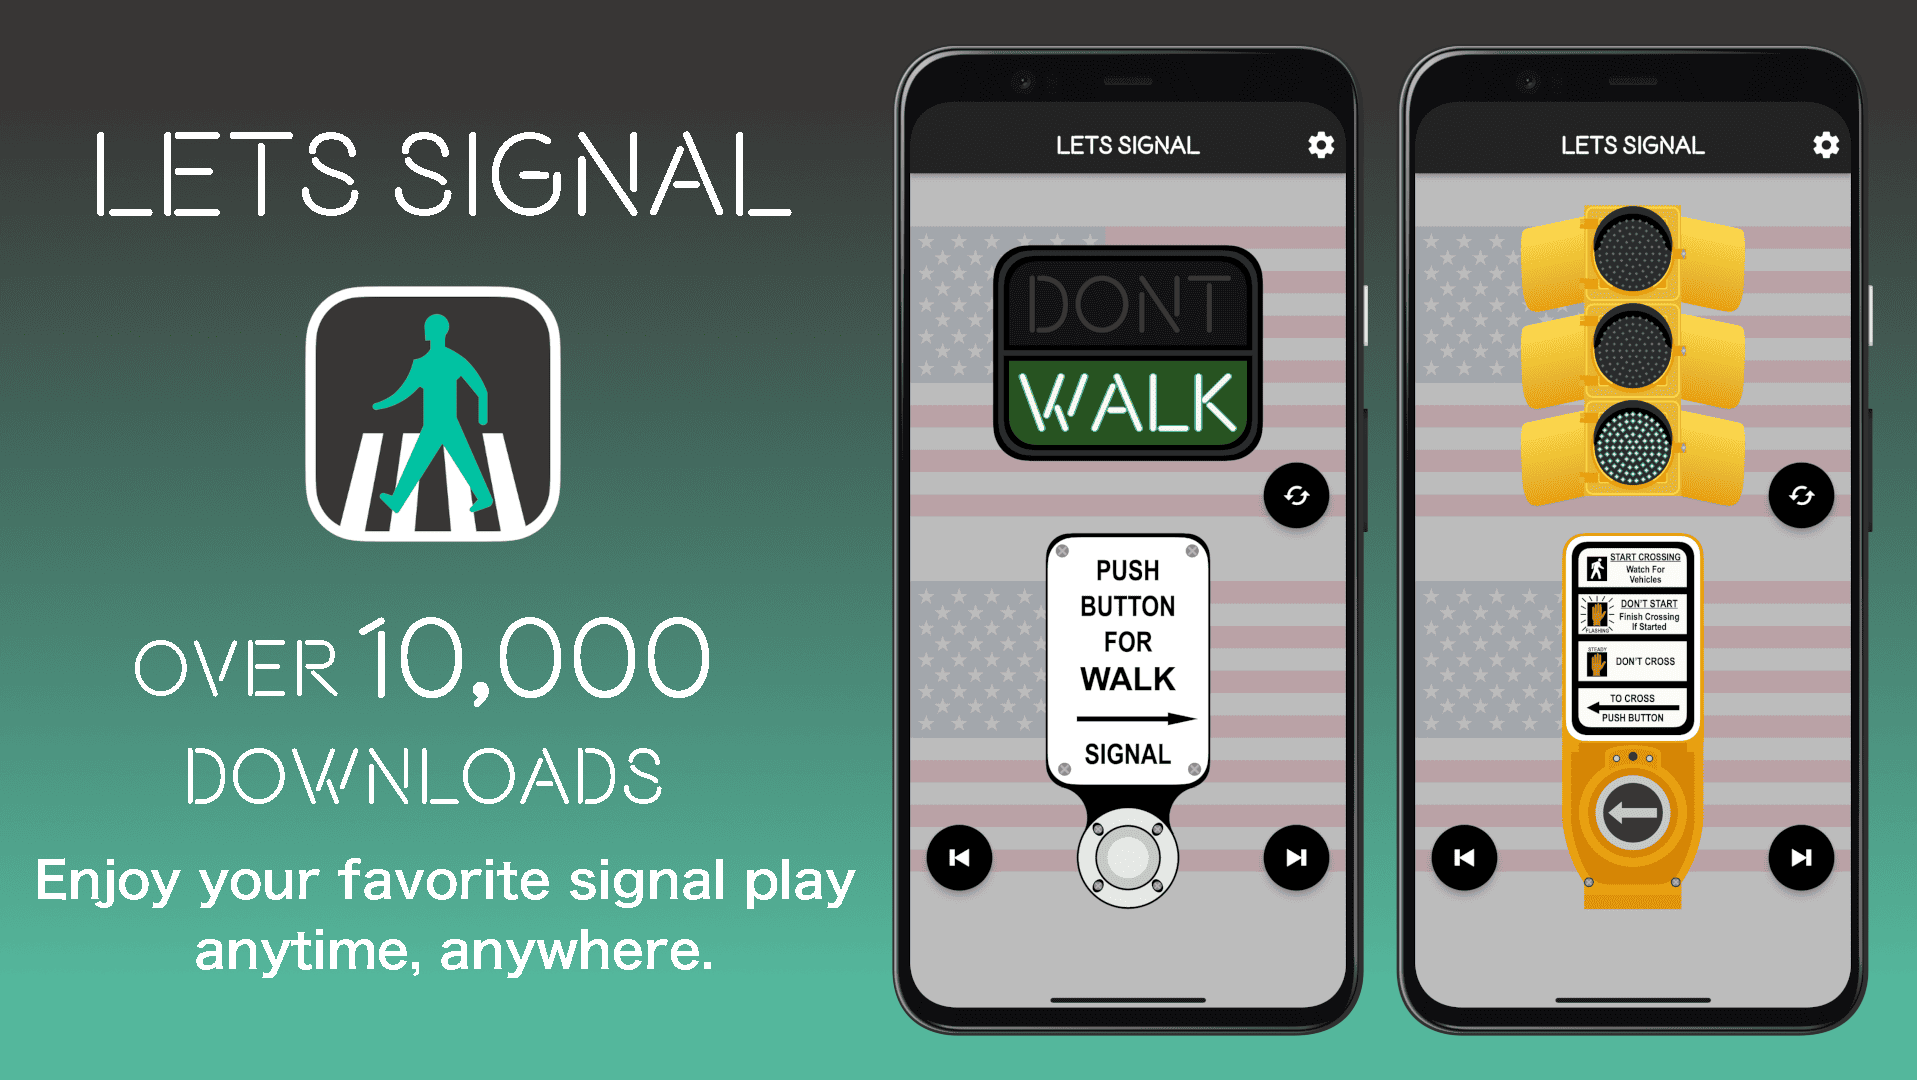 LETS SIGNAL
OVER 10,000
DOWNLOADS
Enjoy your favorite signal play
anytime, anywhere.
LETS SIGNAL
DONT
WALK
PUSH
BUTTON
FOR
WALK
SIGNAL
LETS SIGNAL
START CROSSING
Watch For
Vehicles
DON'T START
Finish Crossing
If Started
FLASHING
STEADY
DON'T CROSS
TO CROSS
PUSH BUTTON